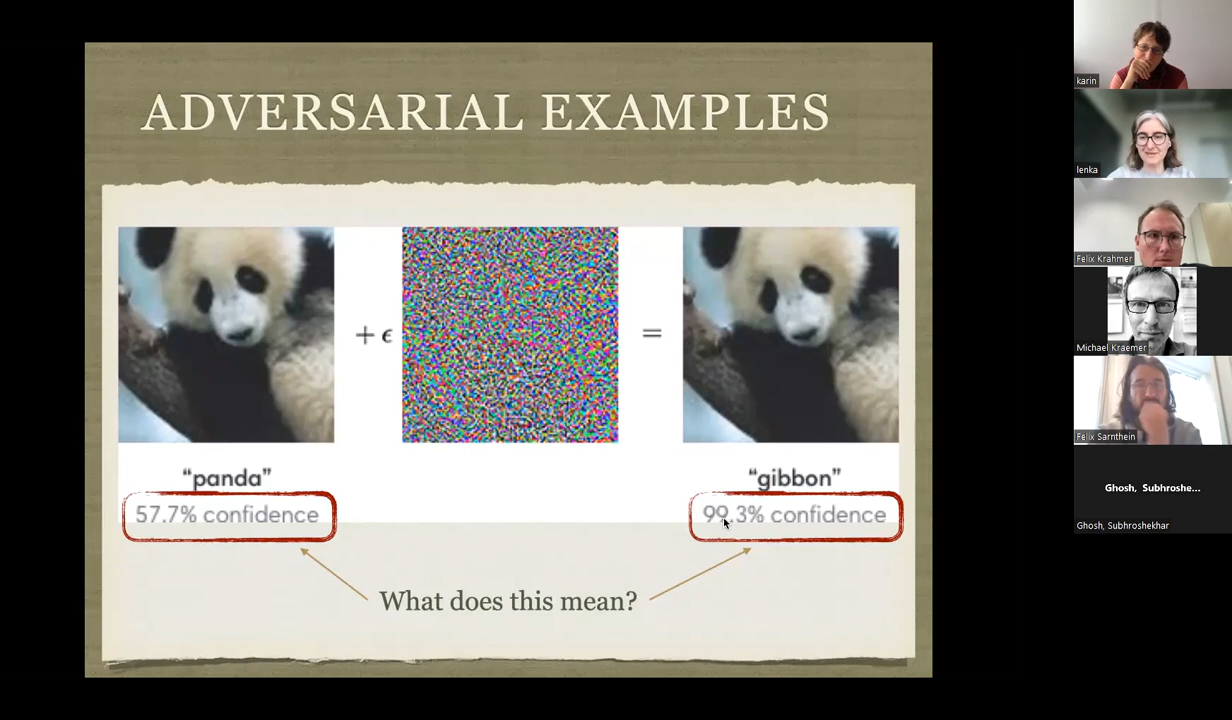 ADVERSARIAL EXAMPLES
+ ϵ
=
“panda”
“gibbon”
57.7% confidence
99.3% confidence
What does this mean?
karin
lenka
Felix Krahmer
Michael Kraemer
Felix Sarnthein
Ghosh, Subhroshe...
Ghosh, Subhroshekhar